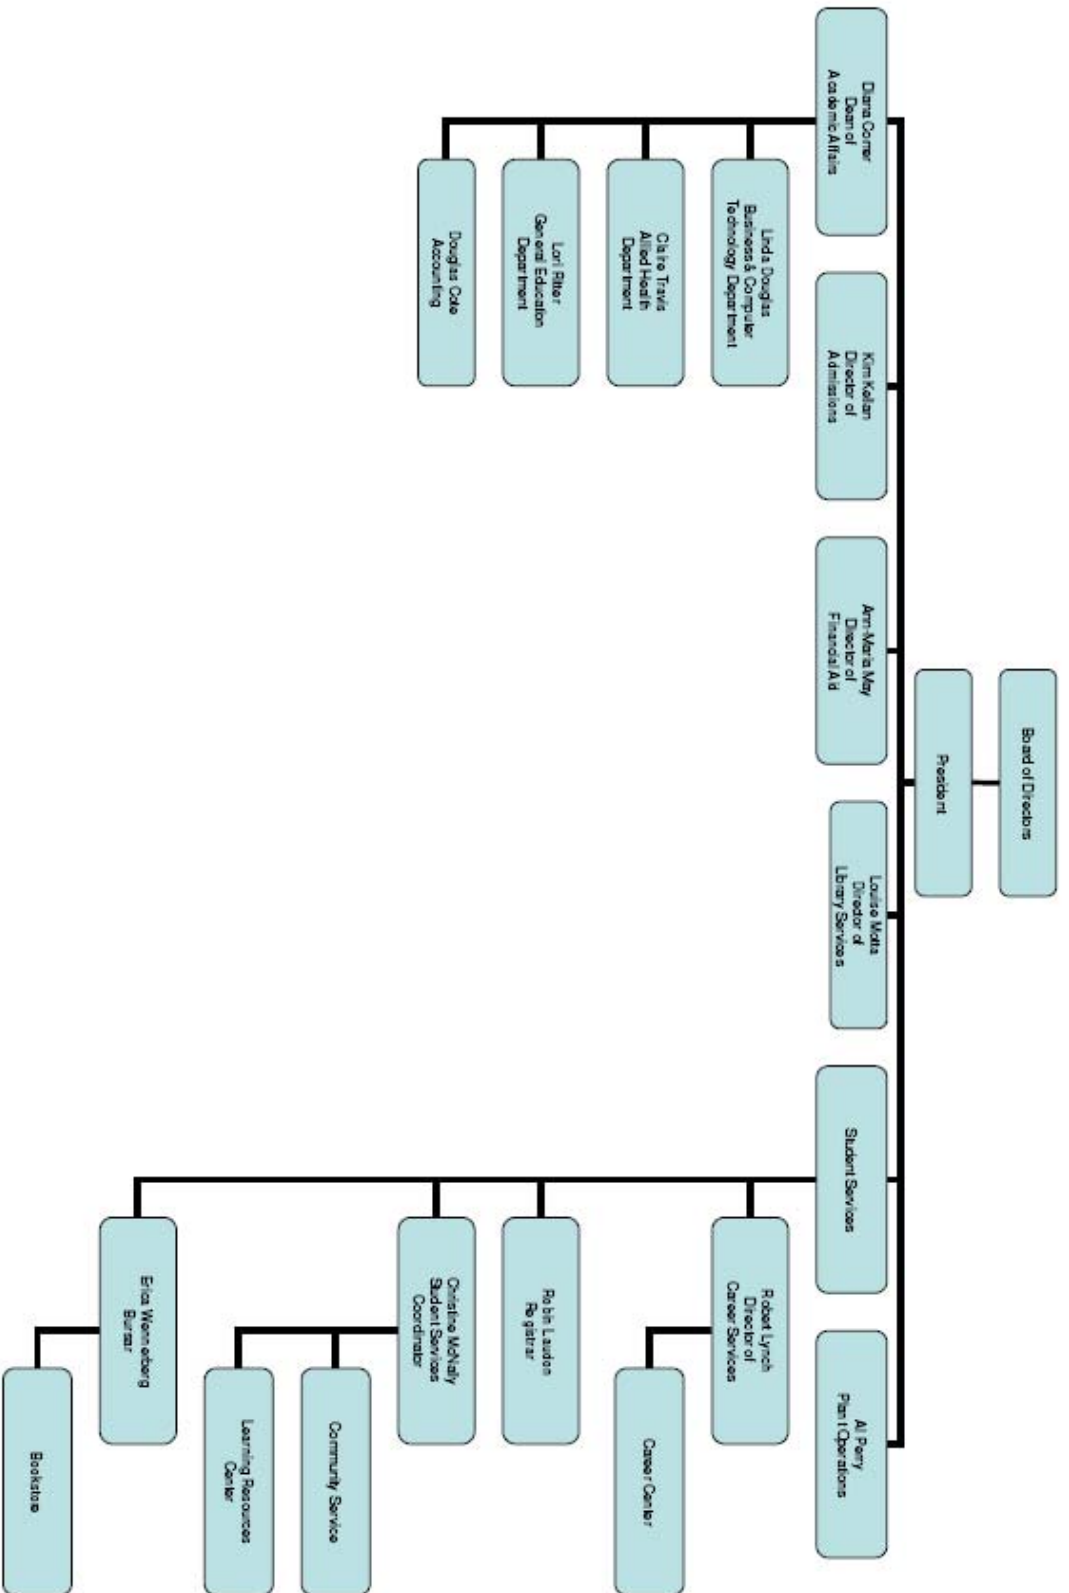 Board of Directors
President
Diana Corner
Dean of
Academic Affairs
Kim Kellan
Director of
Admissions
Ann-Marie May
Director of
Financial Aid
Louise Motta
Director of
Library Services
Student Services
Al Perry
Plant Operations
Linda Douglas
Business & Computer
Technology Department
Claire Travis
Allied Health
Department
Lori Ritter
General Education
Department
Douglas Cote
Accounting
Robert Lynch
Director of
Career Services
Career Center
Robin Lauden
Registrar
Christine McNally
Student Services
Coordinator
Community Service
Learning Resources
Center
Erica Wennerberg
Bursar
Bookstore